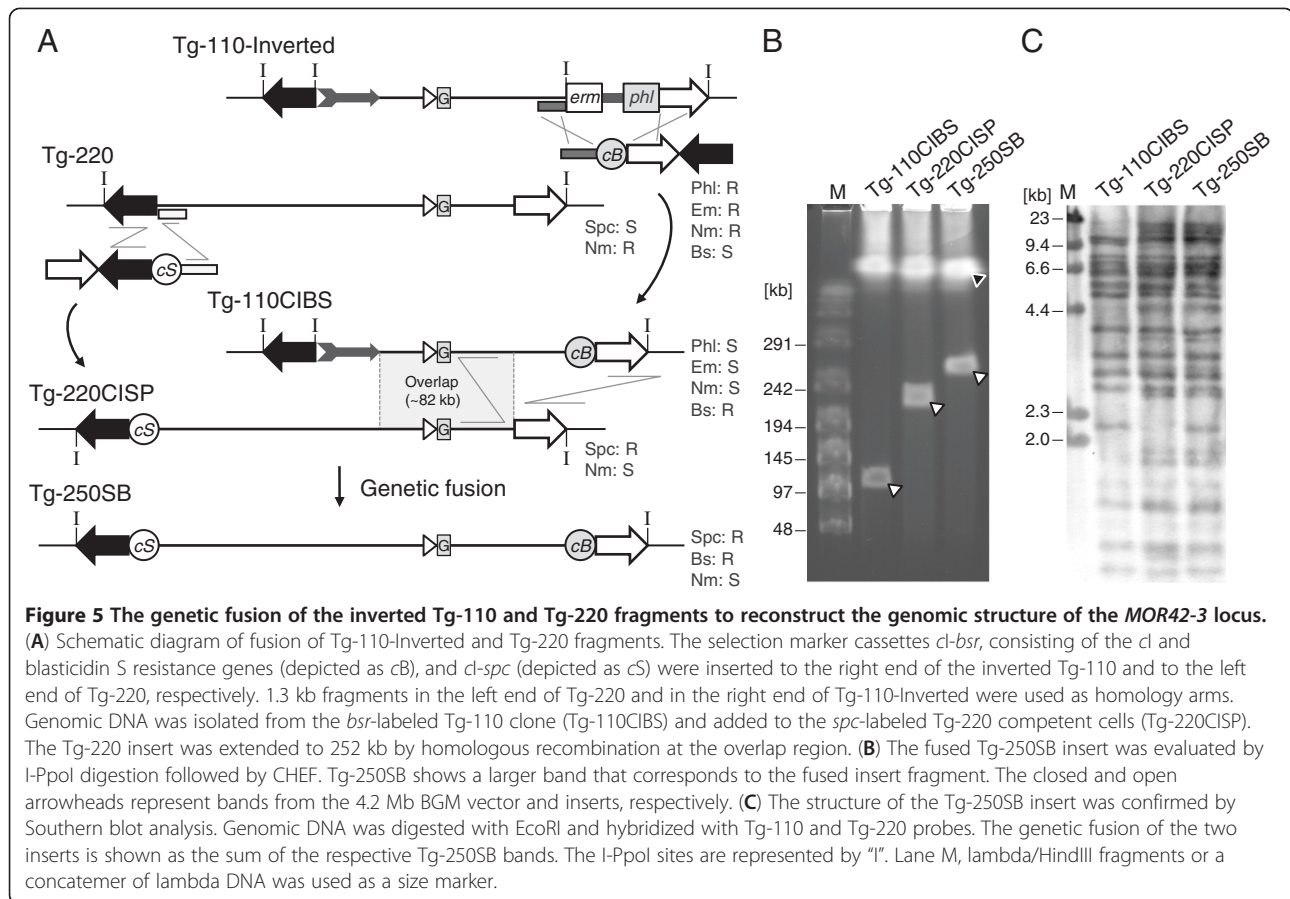 A
B
C
Tg-110-Inverted
I
I
I
I
erm
phl
G
cB
Tg-220
I
I
G
cS
Spc: S
Nm: R
Phl: R
Em: R
Nm: R
Bs: S
Tg-110CIBS
I
I
I
G
cB
Overlap
(~82 kb)
Phl: S
Em: S
Nm: S
Bs: R
Tg-220CISP
cS
G
I
I
Spc: R
Nm: S
Genetic fusion
Tg-250SB
I
I
cS
G
cB
Spc: R
Bs: R
Nm: S
M
Tg-110CIBS
Tg-220CISP
Tg-250SB
[kb]
291
242
194
145
97
48
[kb]
M
Tg-110CIBS
Tg-220CISP
Tg-250SB
23
9.4
6.6
4.4
2.3
2.0
Figure 5 The genetic fusion of the inverted Tg-110 and Tg-220 fragments to reconstruct the genomic structure of the MOR42-3 locus.
(A) Schematic diagram of fusion of Tg-110-Inverted and Tg-220 fragments. The selection marker cassettes cI-bsr, consisting of the cI and
blasticidin S resistance genes (depicted as cB), and cI-spc (depicted as cS) were inserted to the right end of the inverted Tg-110 and to the left
end of Tg-220, respectively. 1.3 kb fragments in the left end of Tg-220 and in the right end of Tg-110-Inverted were used as homology arms.
Genomic DNA was isolated from the bsr-labeled Tg-110 clone (Tg-110CIBS) and added to the spc-labeled Tg-220 competent cells (Tg-220CISP).
The Tg-220 insert was extended to 252 kb by homologous recombination at the overlap region. (B) The fused Tg-250SB insert was evaluated by
I-PpoI digestion followed by CHEF. Tg-250SB shows a larger band that corresponds to the fused insert fragment. The closed and open
arrowheads represent bands from the 4.2 Mb BGM vector and inserts, respectively. (C) The structure of the Tg-250SB insert was confirmed by
Southern blot analysis. Genomic DNA was digested with EcoRI and hybridized with Tg-110 and Tg-220 probes. The genetic fusion of the two
inserts is shown as the sum of the respective Tg-250SB bands. The I-PpoI sites are represented by "I". Lane M, lambda/HindIII fragments or a
concatemer of lambda DNA was used as a size marker.